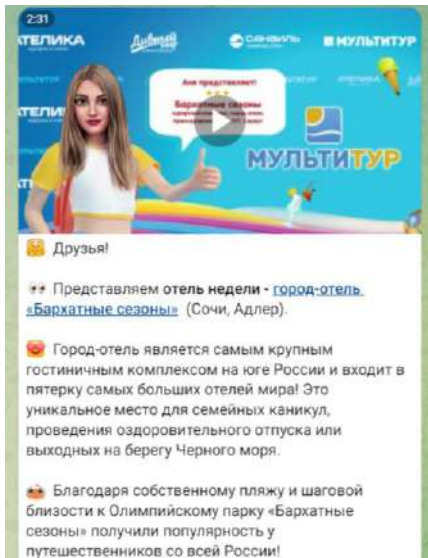 2:31
АТЕЛИКА
Дивный
САНВИЛЬ
МУЛЬТИТУР
Аня представляет!
Бархатные сезоны
МУЛЬТИТУР
🤗 Друзья!
👀 Представляем отель недели - город-отель
«Бархатные сезоны» (Сочи, Адлер).
Город-отель является самым крупным
гостиничным комплексом на юге России и входит в
пятерку самых больших отелей мира! Это
уникальное место для семейных каникул,
проведения оздоровительного отпуска или
выходных на берегу Черного моря.
Благодаря собственному пляжу и шаговой
близости к Олимпийскому парку «Бархатные
сезоны» получили популярность у
путешественников со всей России!